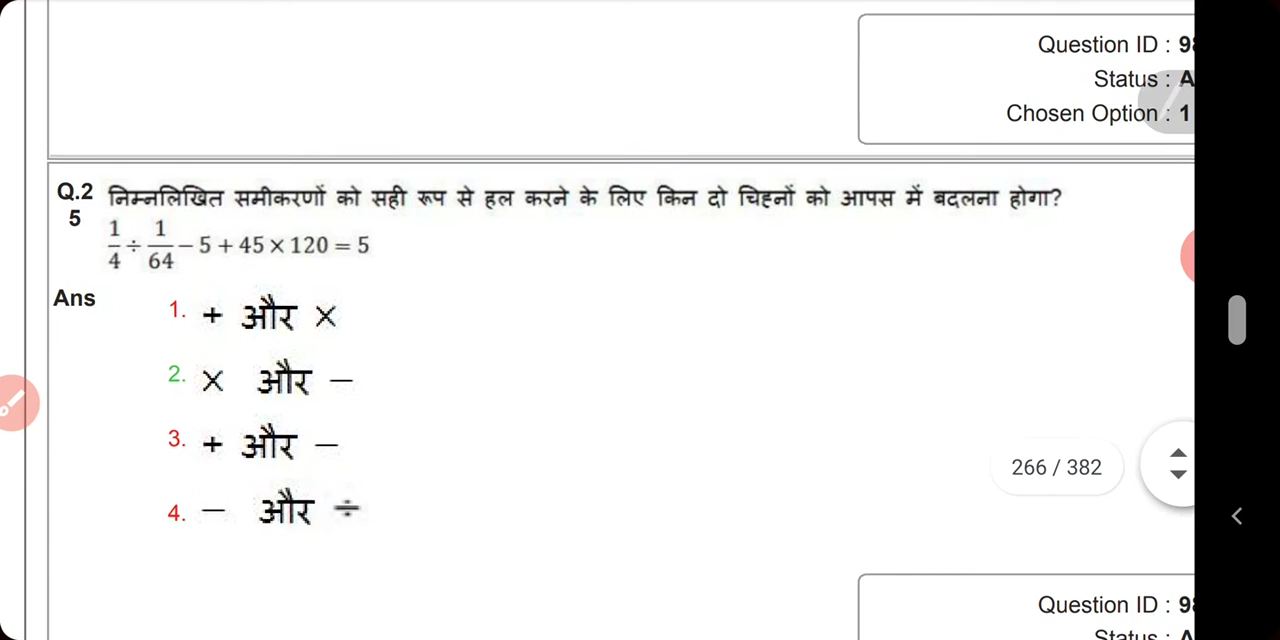 Question ID : 9
Status : A
Chosen Option : 1
Q.2 निम्नलिखित समीकरणों को सही रूप से हल करने के लिए किन दो चिह्नों को आपस में बदलना होगा?
5
1/4 ÷ 1/64 − 5 + 45 × 120 = 5
Ans
1. + और ×
2. × और −
3. + और −
266 / 382
4. − और ÷
Question ID : 9
Status : A